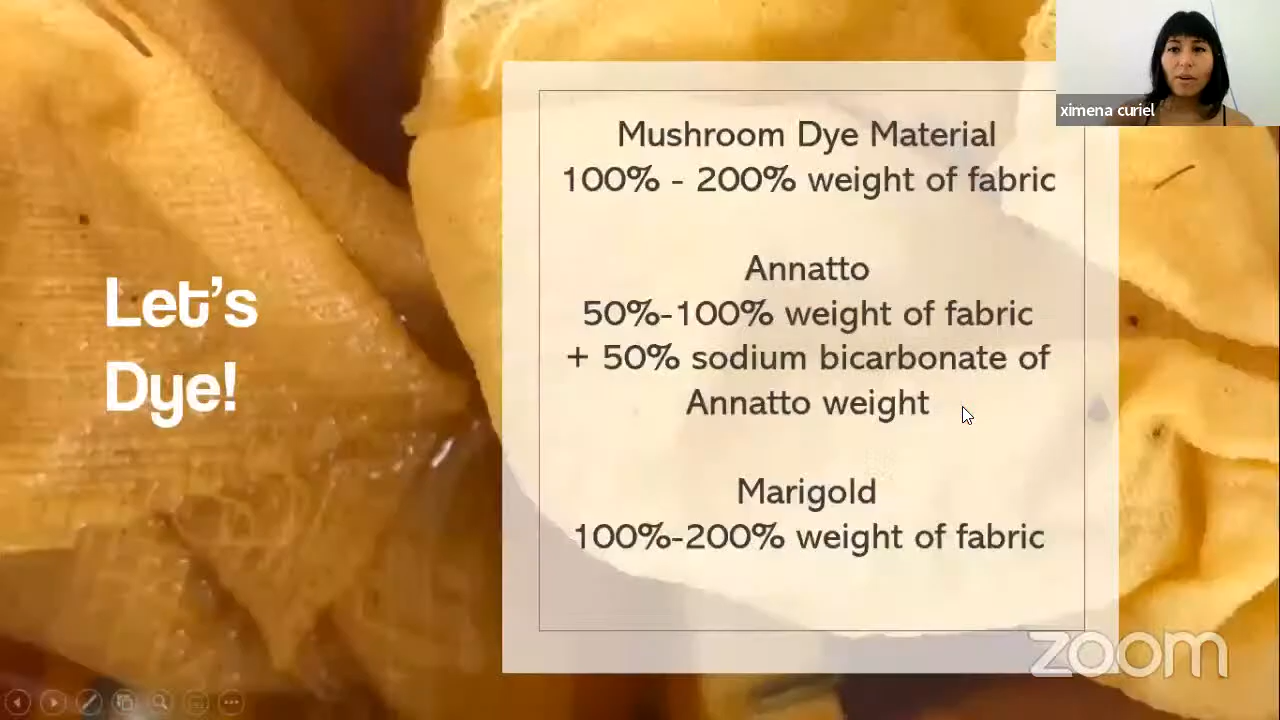 ximena curiel
Mushroom Dye Material
100% - 200% weight of fabric
Annatto
50%-100% weight of fabric
+ 50% sodium bicarbonate of
Annatto weight
Marigold
100%-200% weight of fabric
Let's
Dye!
zoom